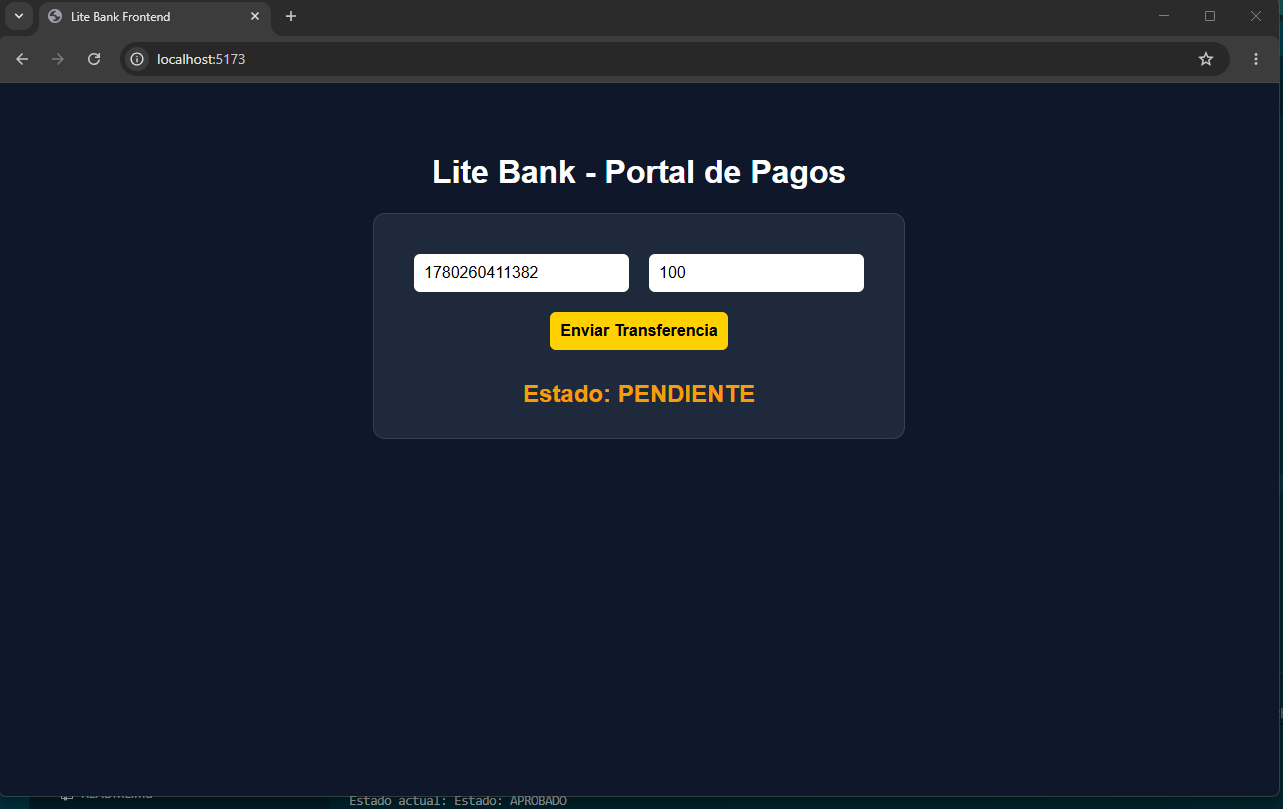 Lite Bank Frontend
localhost:5173
Lite Bank - Portal de Pagos
1780260411382
100
Enviar Transferencia
Estado: PENDIENTE
Estado actual: Estado: APROBADO